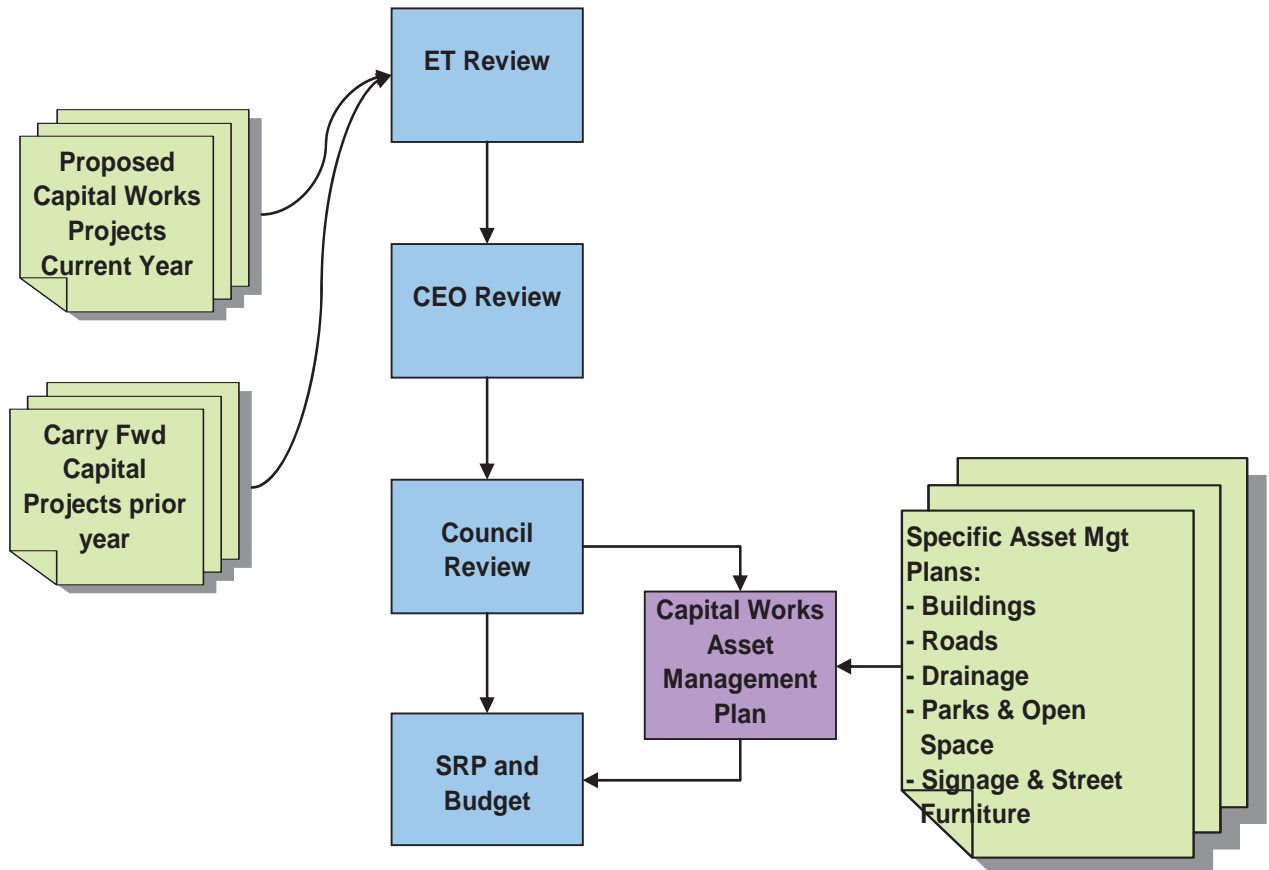 ET Review
Proposed
Capital Works
Projects
Current Year
CEO Review
Carry Fwd
Capital
Projects prior
year
Council
Review
Capital Works
Asset
Management
Plan
Specific Asset Mgt
Plans:
- Buildings
- Roads
- Drainage
- Parks & Open
Space
- Signage & Street
Furniture
SRP and
Budget